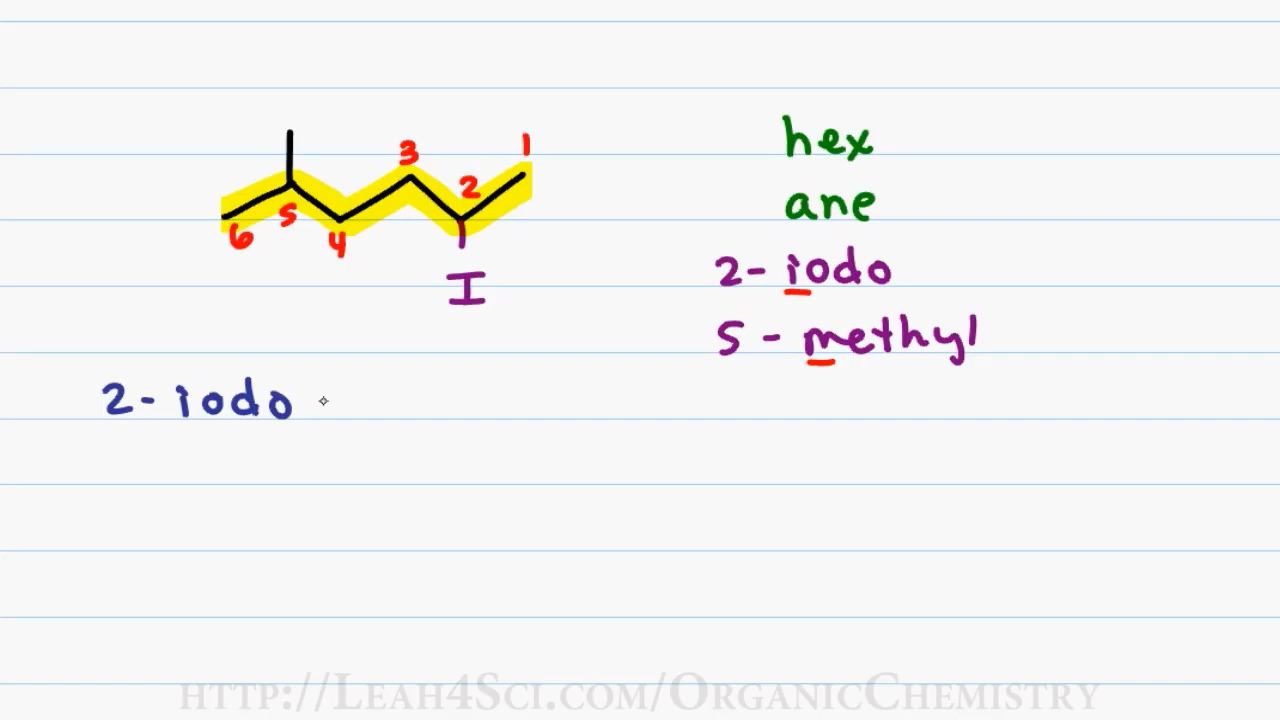 3
1
2
6
5
4
I
hex
ane
2- iodo
5 - methyl
2- iodo
http://Leah4Sci.com/OrganicChemistry